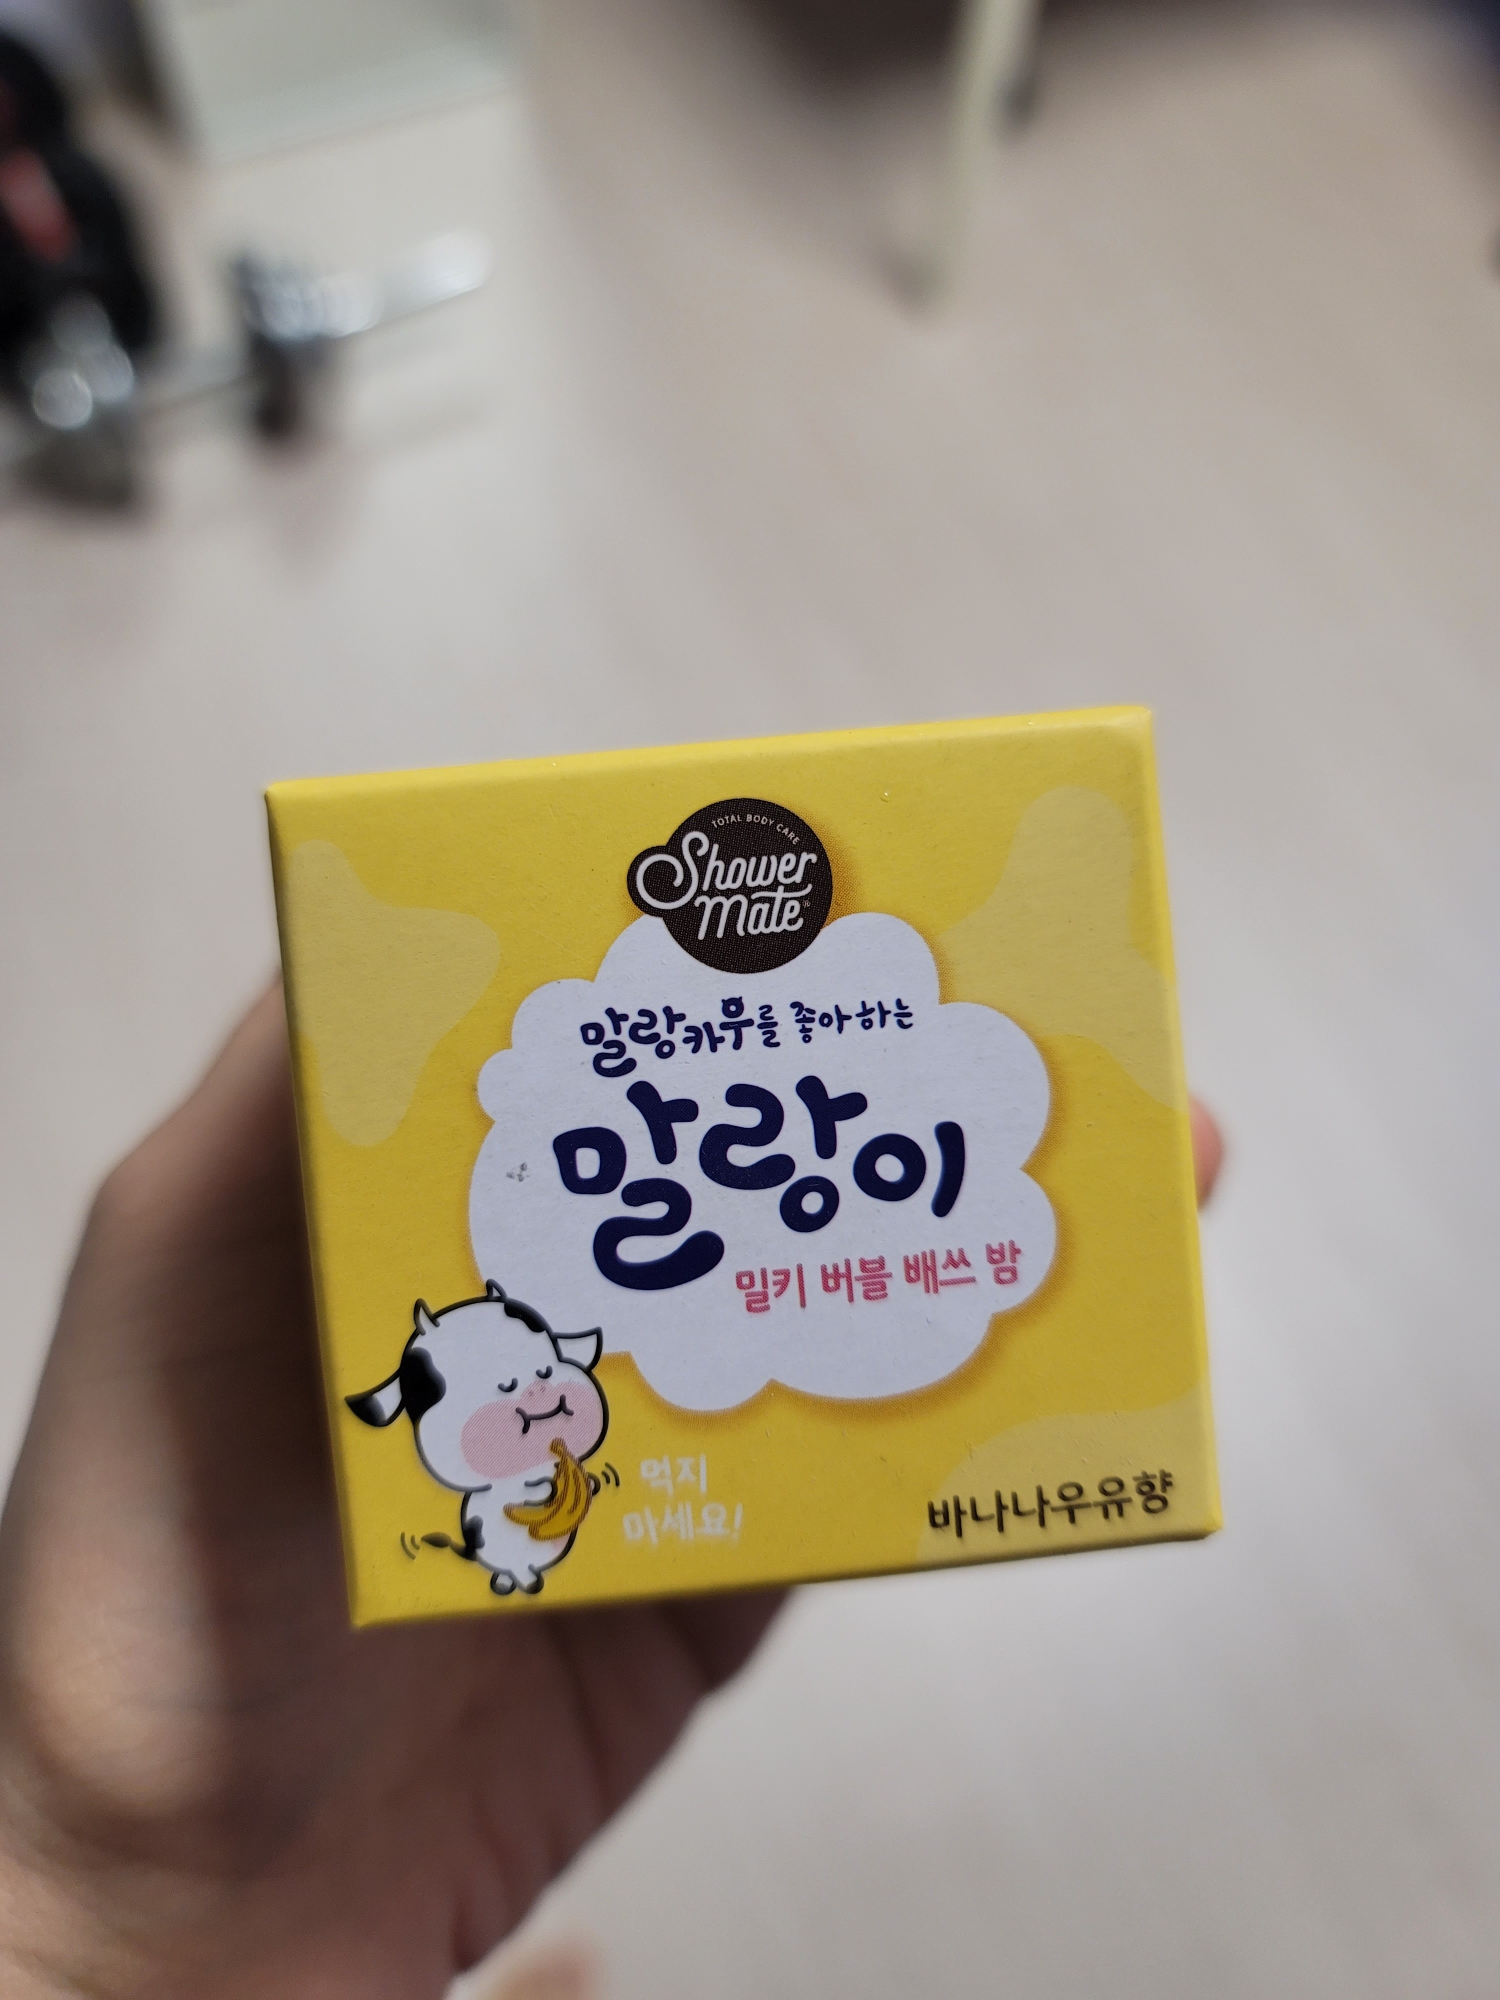 TOTAL BODY CARE
Shower
Mate®
말랑카우를 좋아하는
말랑이
밀키 버블 배쓰 밤
먹지
마세요!
바나나우유향